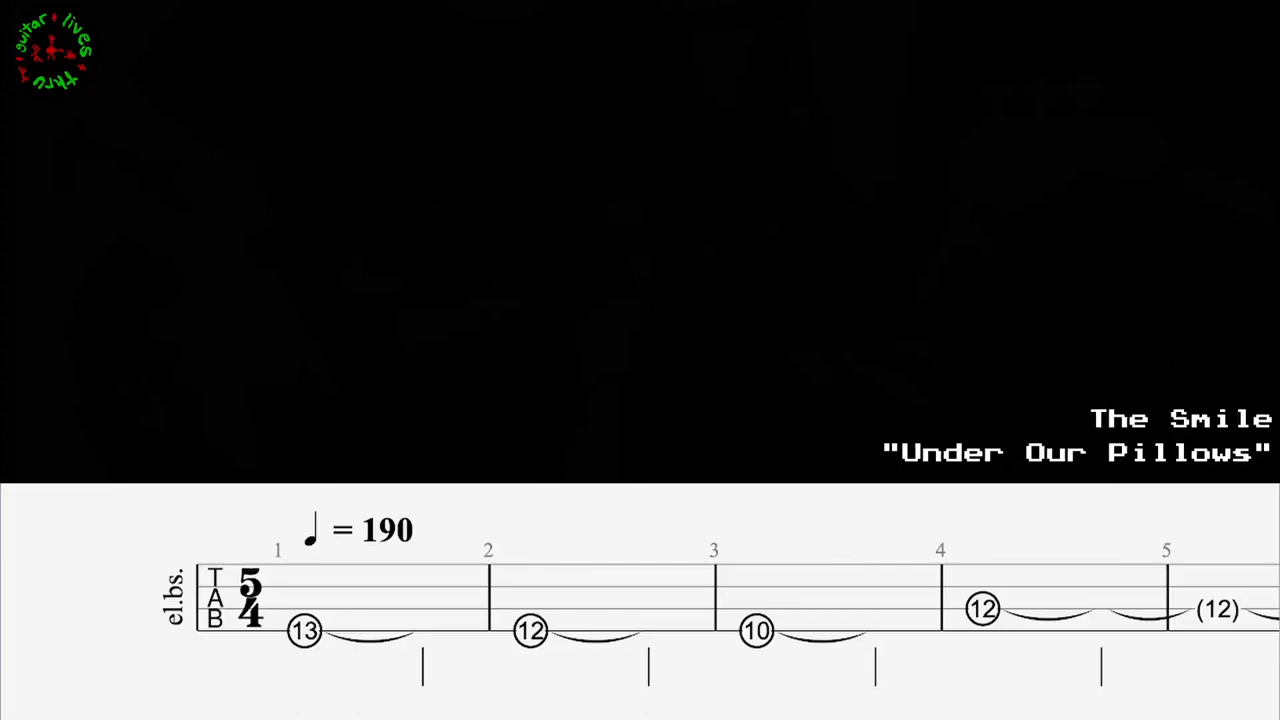 guitar lives thru
The Smile
"Under Our Pillows"
♩ = 190
1 2 3 4 5
el.bs.
T
A
B
5
4
13 12 10 12 (12)